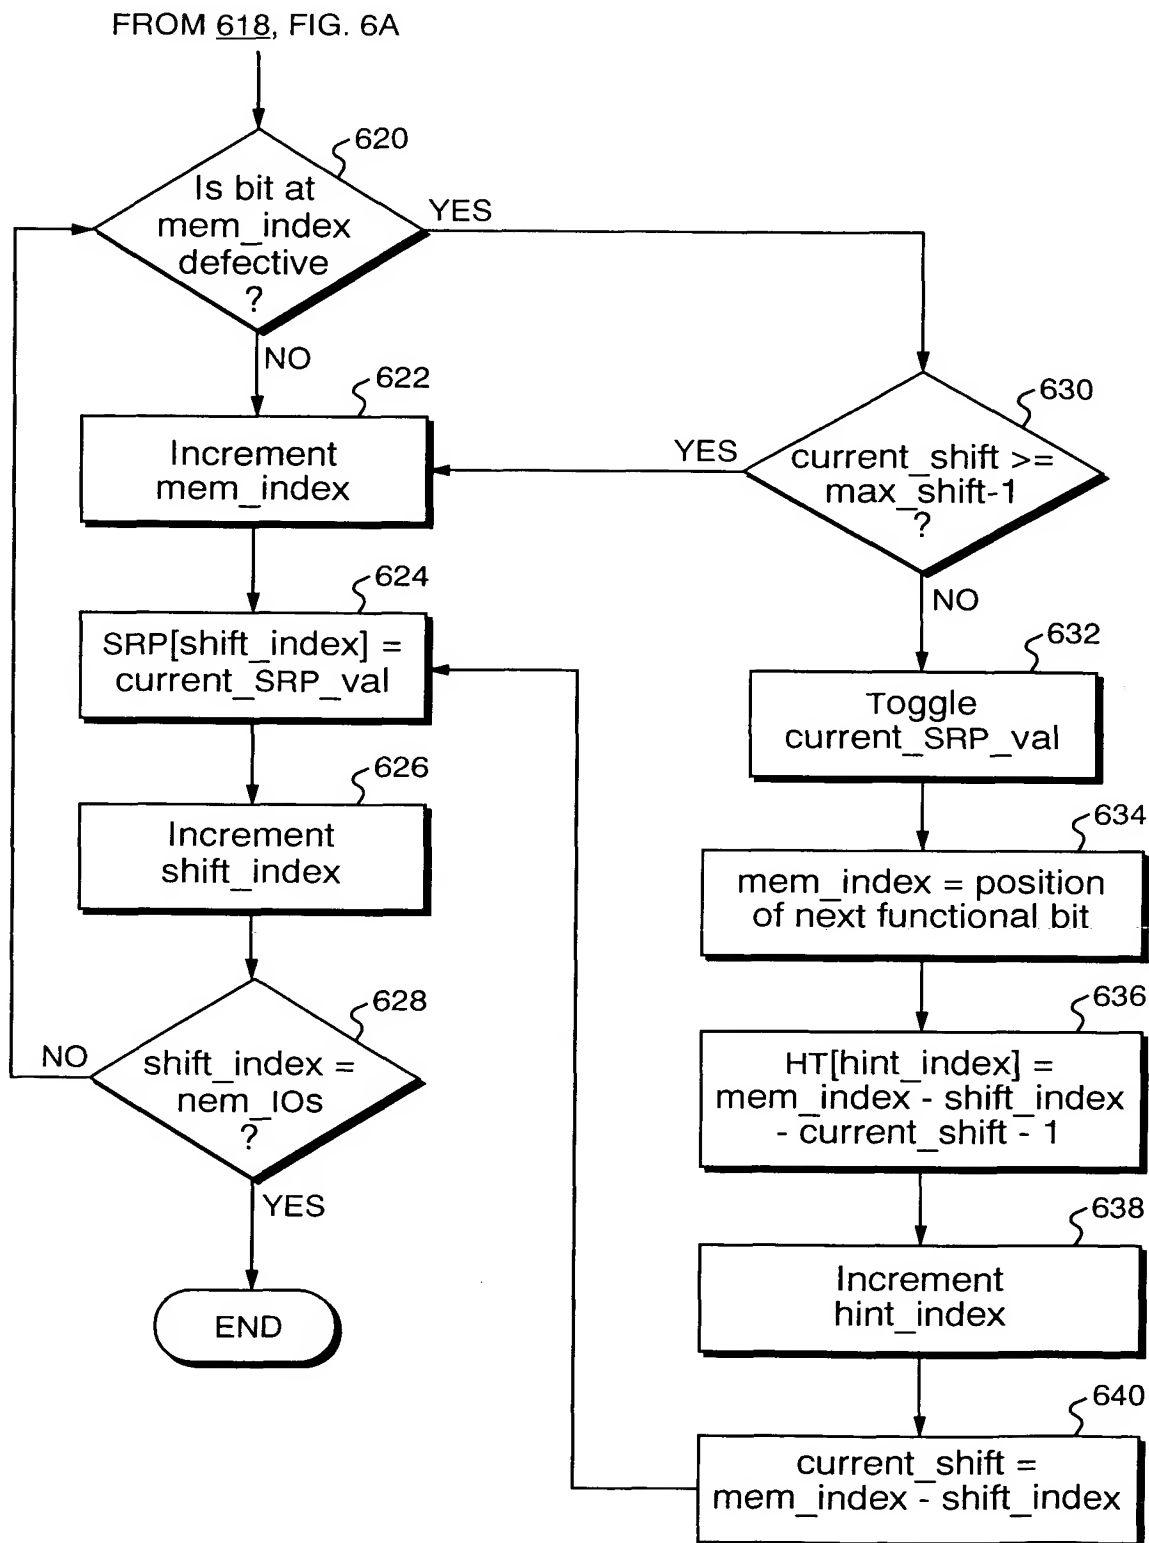 FROM 618, FIG. 6A
620
Is bit at
mem_index
defective
?
YES
NO
622
Increment
mem_index
624
SRP[shift_index] =
current_SRP_val
626
Increment
shift_index
628
shift_index =
nem_IOs
?
NO
YES
END
630
current_shift >=
max_shift-1
?
YES
NO
632
Toggle
current_SRP_val
634
mem_index = position
of next functional bit
636
HT[hint_index] =
mem_index - shift_index
- current_shift - 1
638
Increment
hint_index
640
current_shift =
mem_index - shift_index